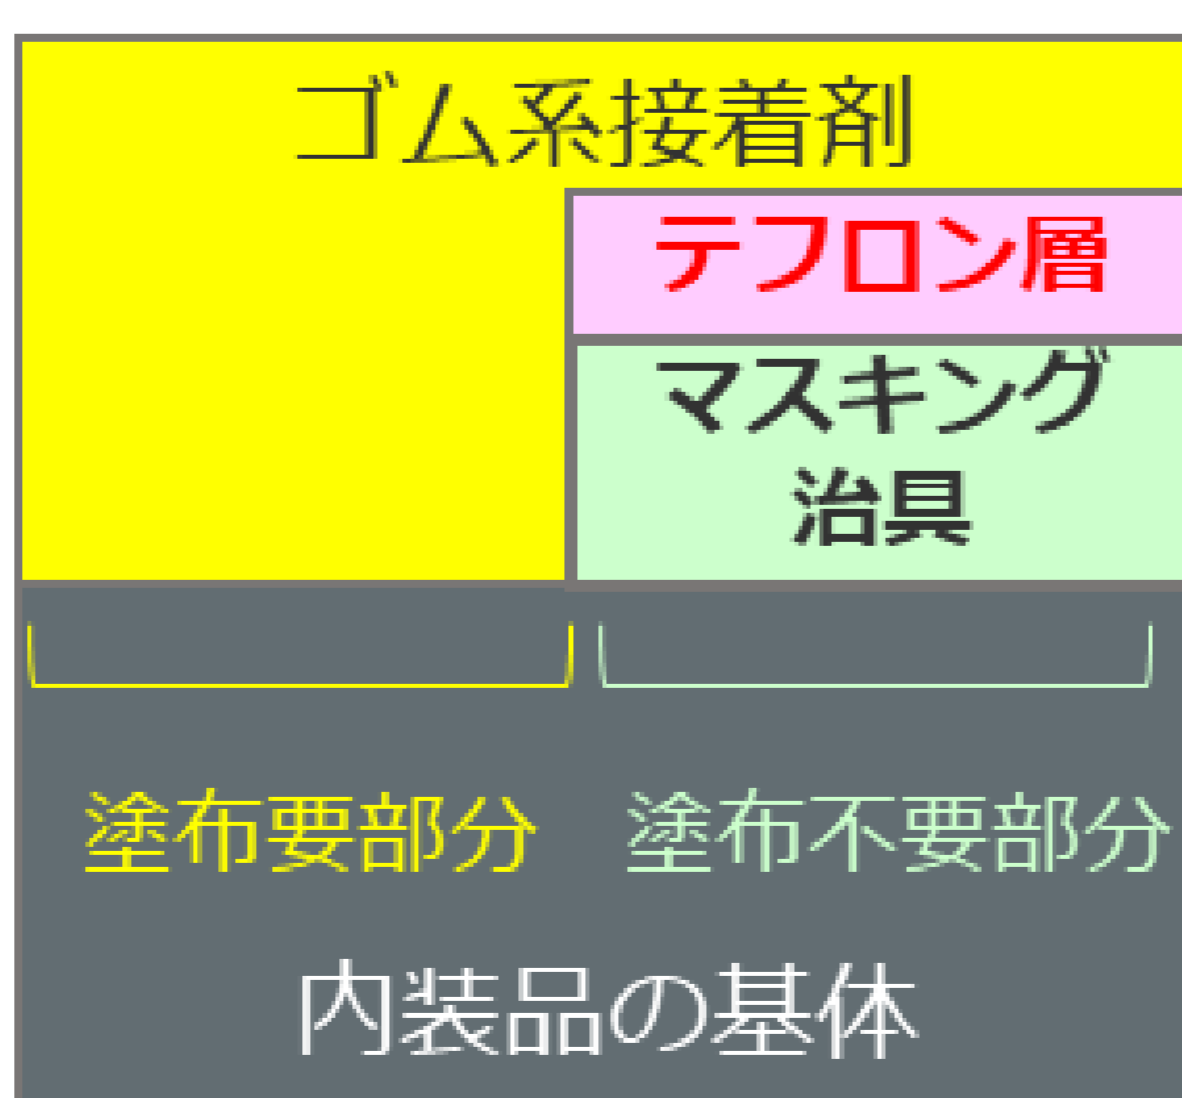 ゴム系接着剤
テフロン層
マスキング
治具
塗布要部分
塗布不要部分
内装品の基体